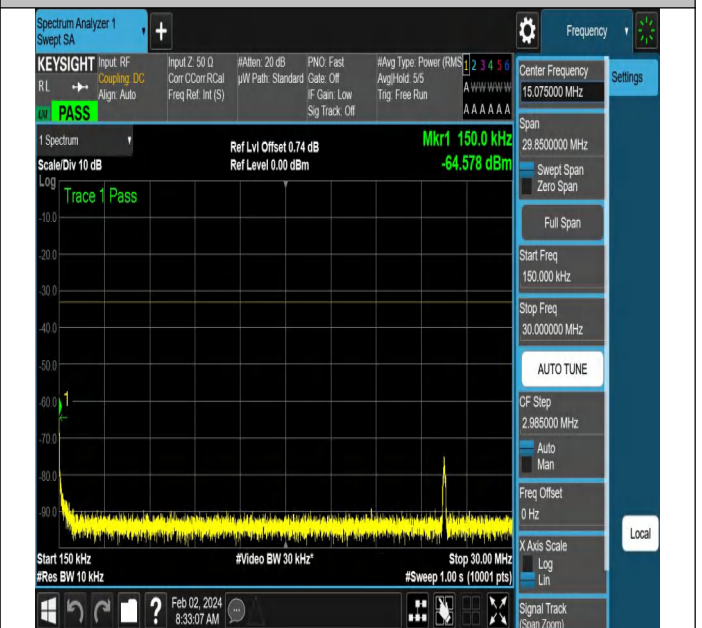 Spectrum Analyzer 1
Swept SA
+
Frequency
KEYSIGHT
RL
PASS
Input: RF
Coupling: DC
Align: Auto
Input Z: 50 Ω
Corr CCorr RCal
Freq Ref: Int (S)
#Atten: 20 dB
µW Path: Standard
PNO: Fast
Gate: Off
IF Gain: Low
Sig Track: Off
#Avg Type: Power (RMS
Avg|Hold: 5/5
Trig: Free Run
1 2 3 4 5 6
A W W W W W
A A A A A A
1 Spectrum
Scale/Div 10 dB
Ref Lvl Offset 0.74 dB
Ref Level 0.00 dBm
Mkr1 150.0 kHz
-64.578 dBm
Log
Trace 1 Pass
-10.0
-20.0
-30.0
-40.0
-50.0
-60.0
-70.0
-80.0
-90.0
1
Start 150 kHz
#Res BW 10 kHz
#Video BW 30 kHz*
Stop 30.00 MHz
#Sweep 1.00 s (10001 pts)
Center Frequency
15.075000 MHz
Settings
Span
29.8500000 MHz
Swept Span
Zero Span
Full Span
Start Freq
150.000 kHz
Stop Freq
30.000000 MHz
AUTO TUNE
CF Step
2.985000 MHz
Auto
Man
Freq Offset
0 Hz
Local
X Axis Scale
Log
Lin
Signal Track
(Span Zoom)
?
Feb 02, 2024
8:33:07 AM